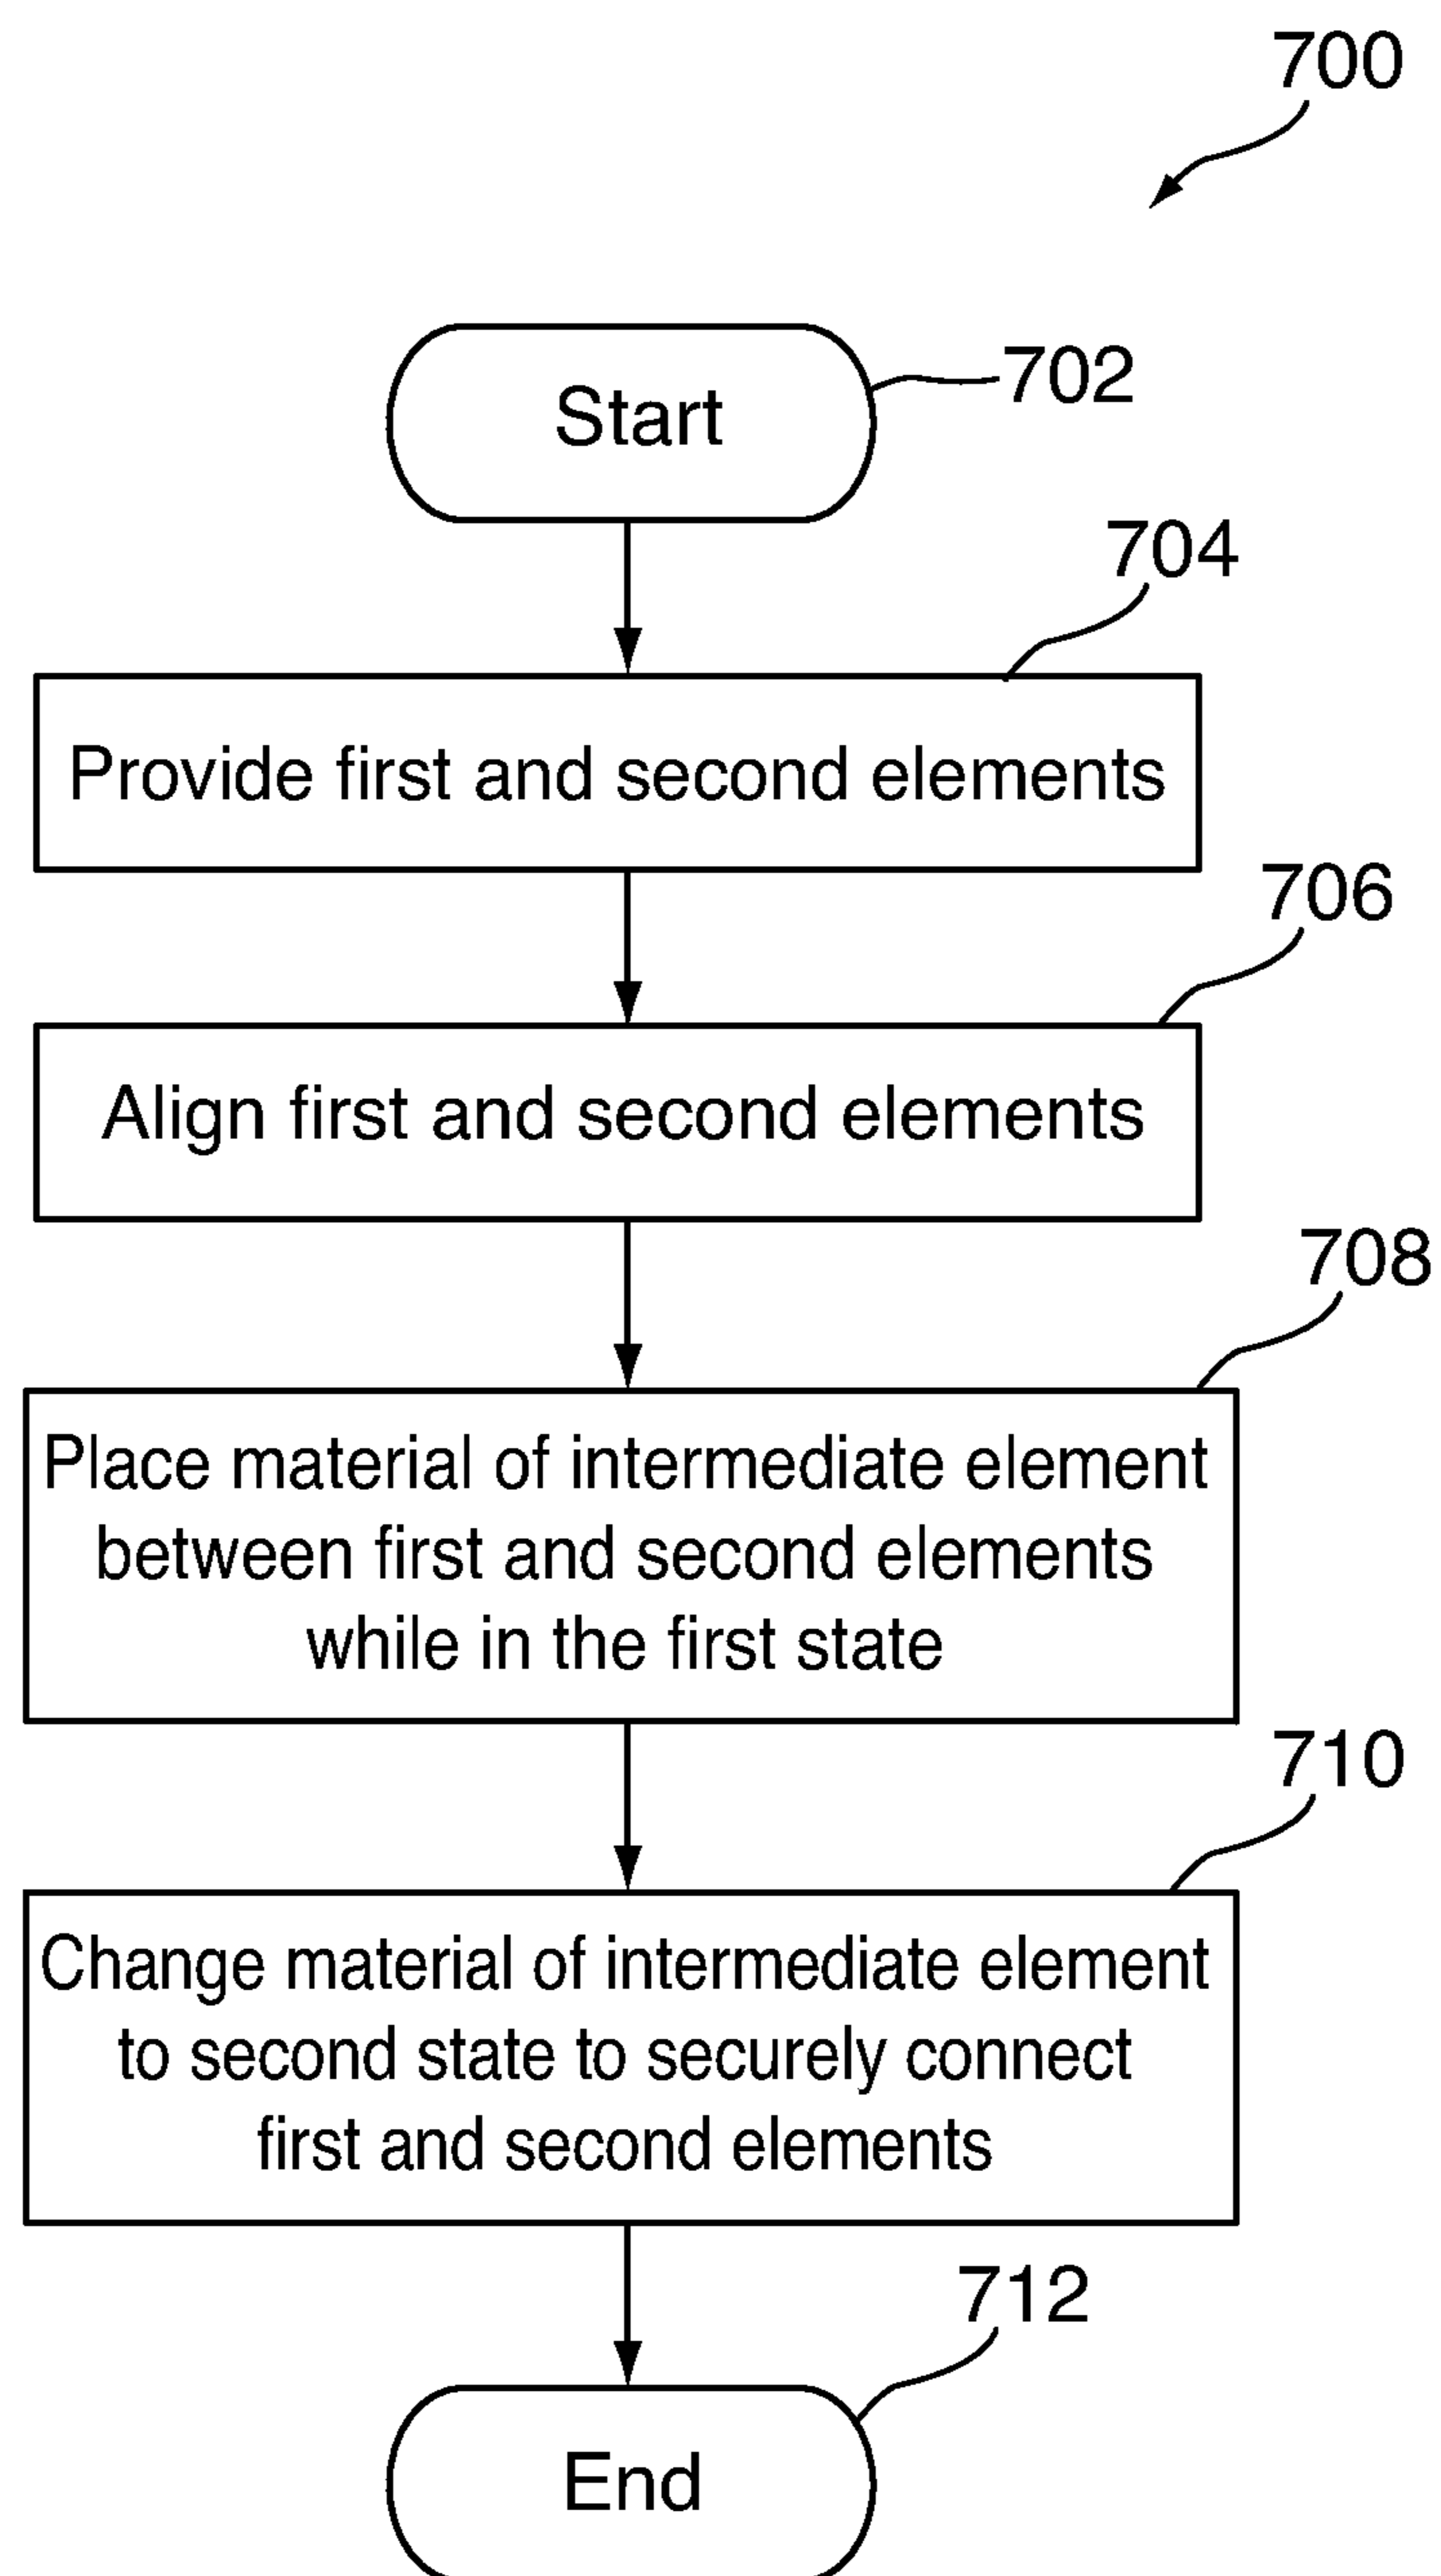 700
Start
702
704
Provide first and second elements
706
Align first and second elements
708
Place material of intermediate element
between first and second elements
while in the first state
710
Change material of intermediate element
to second state to securely connect
first and second elements
712
End